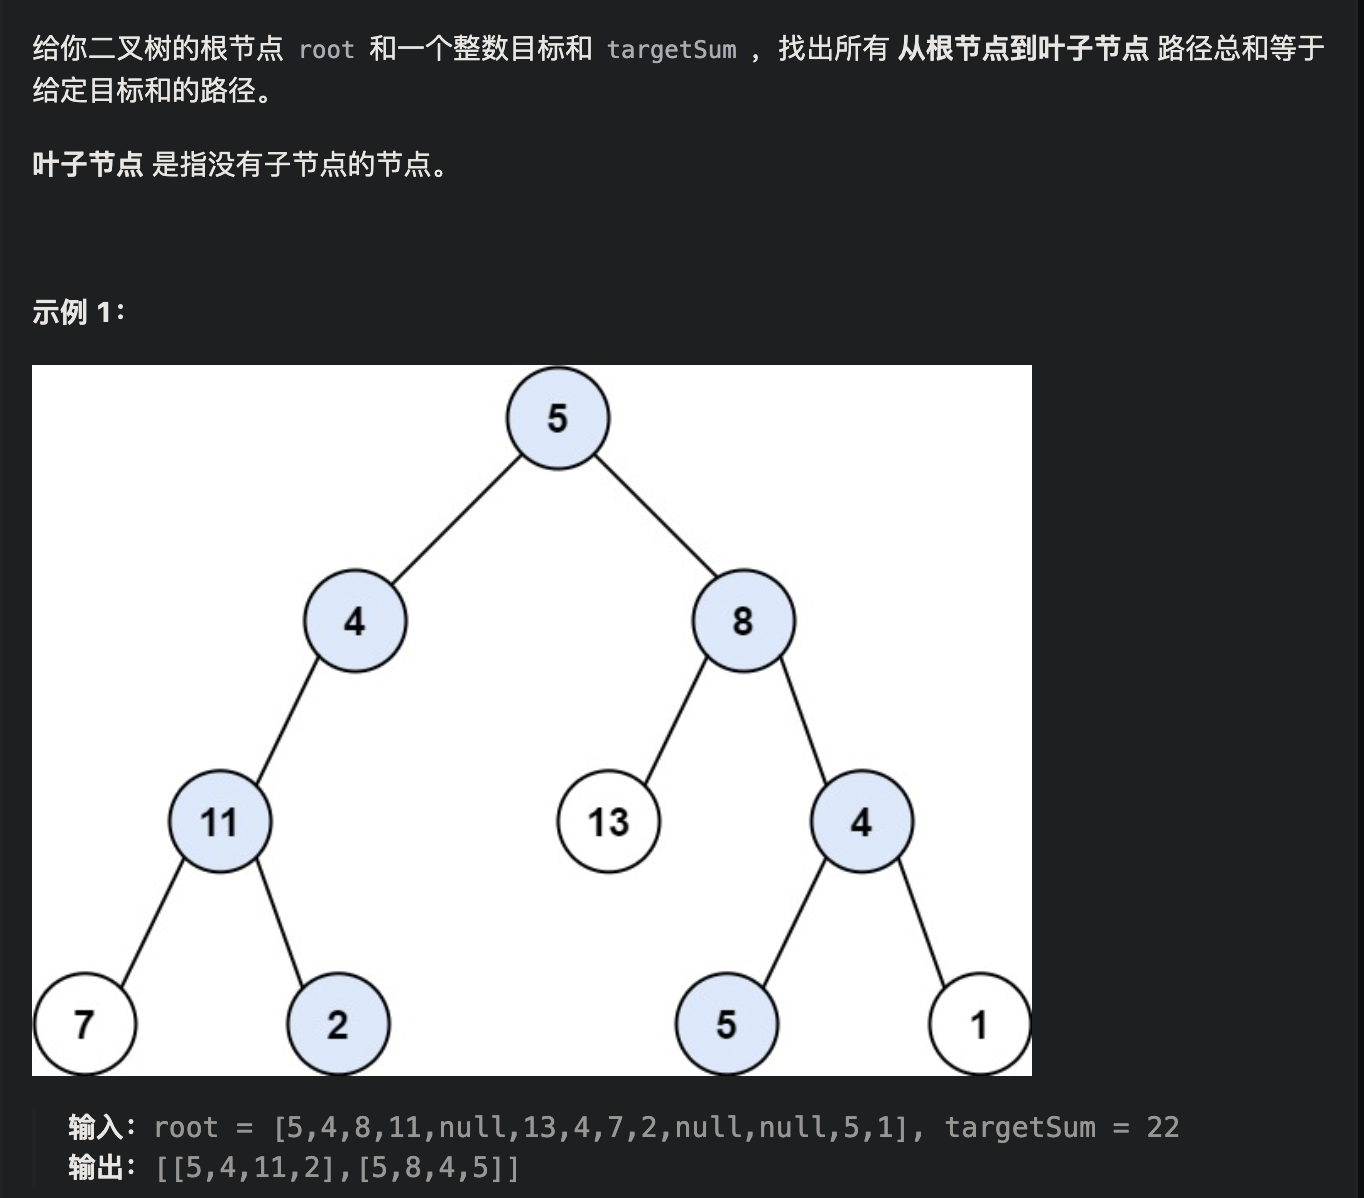 给你二叉树的根节点 root 和一个整数目标和 targetSum ，找出所有 从根节点到叶子节点 路径总和等于
给定目标和的路径。
叶子节点 是指没有子节点的节点。
示例 1：
5
4 8
11 13 4
7 2 5 1
输入：root = [5,4,8,11,null,13,4,7,2,null,null,5,1], targetSum = 22
输出：[[5,4,11,2],[5,8,4,5]]